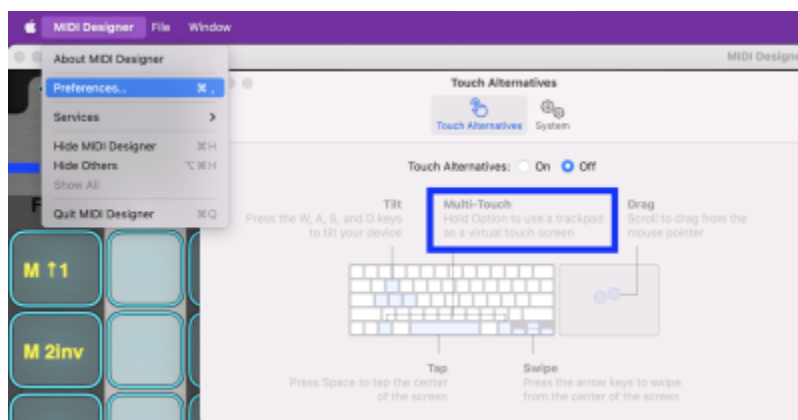 MIDI Designer File Window
MIDI Designe
About MIDI Designer
Preferences... ⌘ ,
Services >
Hide MIDI Designer ⌘H
Hide Others ⌥⌘H
Show All
Quit MIDI Designer ⌘Q
Touch Alternatives
Touch Alternatives System
Touch Alternatives: On Off
Tilt
Press the W, A, S, and D keys
to tilt your device
Multi-Touch
Hold Option to use a trackpad
as a virtual touch screen
Drag
Scroll to drag from the
mouse pointer
Tap
Press Space to tap the center
of the screen
Swipe
Press the arrow keys to swipe
from the center of the screen
M ↑1
M 2inv